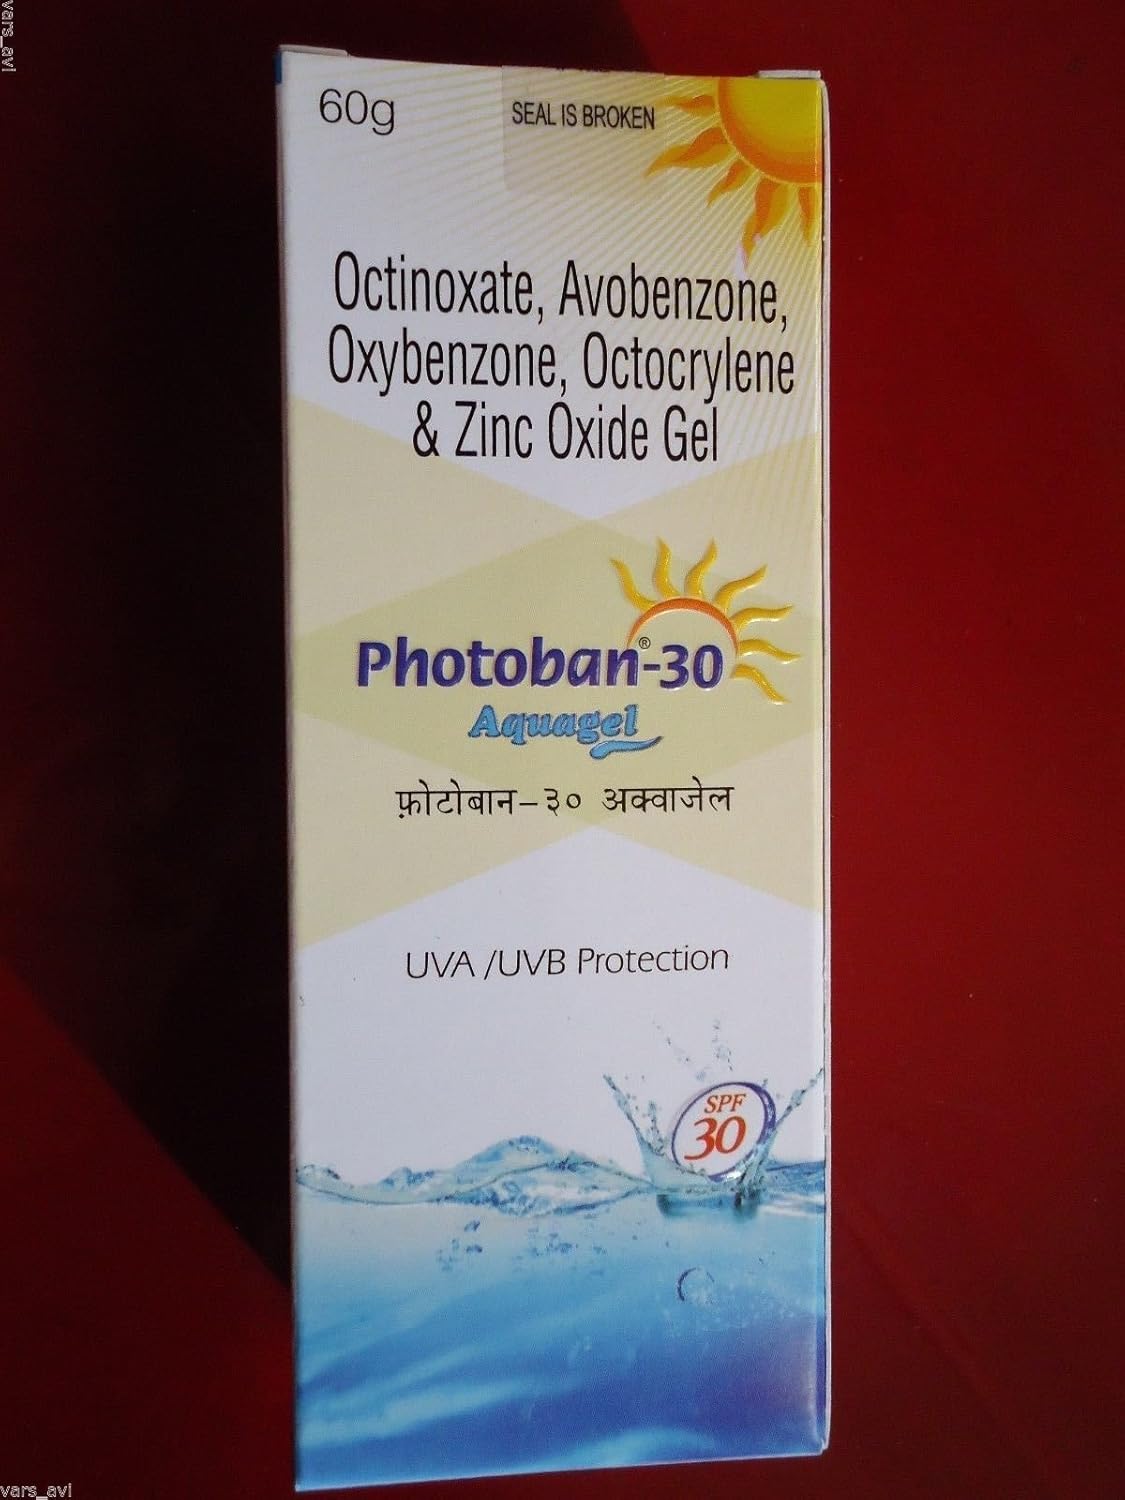 vars_avi
60g
SEAL IS BROKEN
Octinoxate, Avobenzone,
Oxybenzone, Octocrylene
& Zinc Oxide Gel
Photoban®-30
Aquagel
फ़ोटोबान-३० अक्वाजेल
UVA /UVB Protection
SPF
30
vars_avi